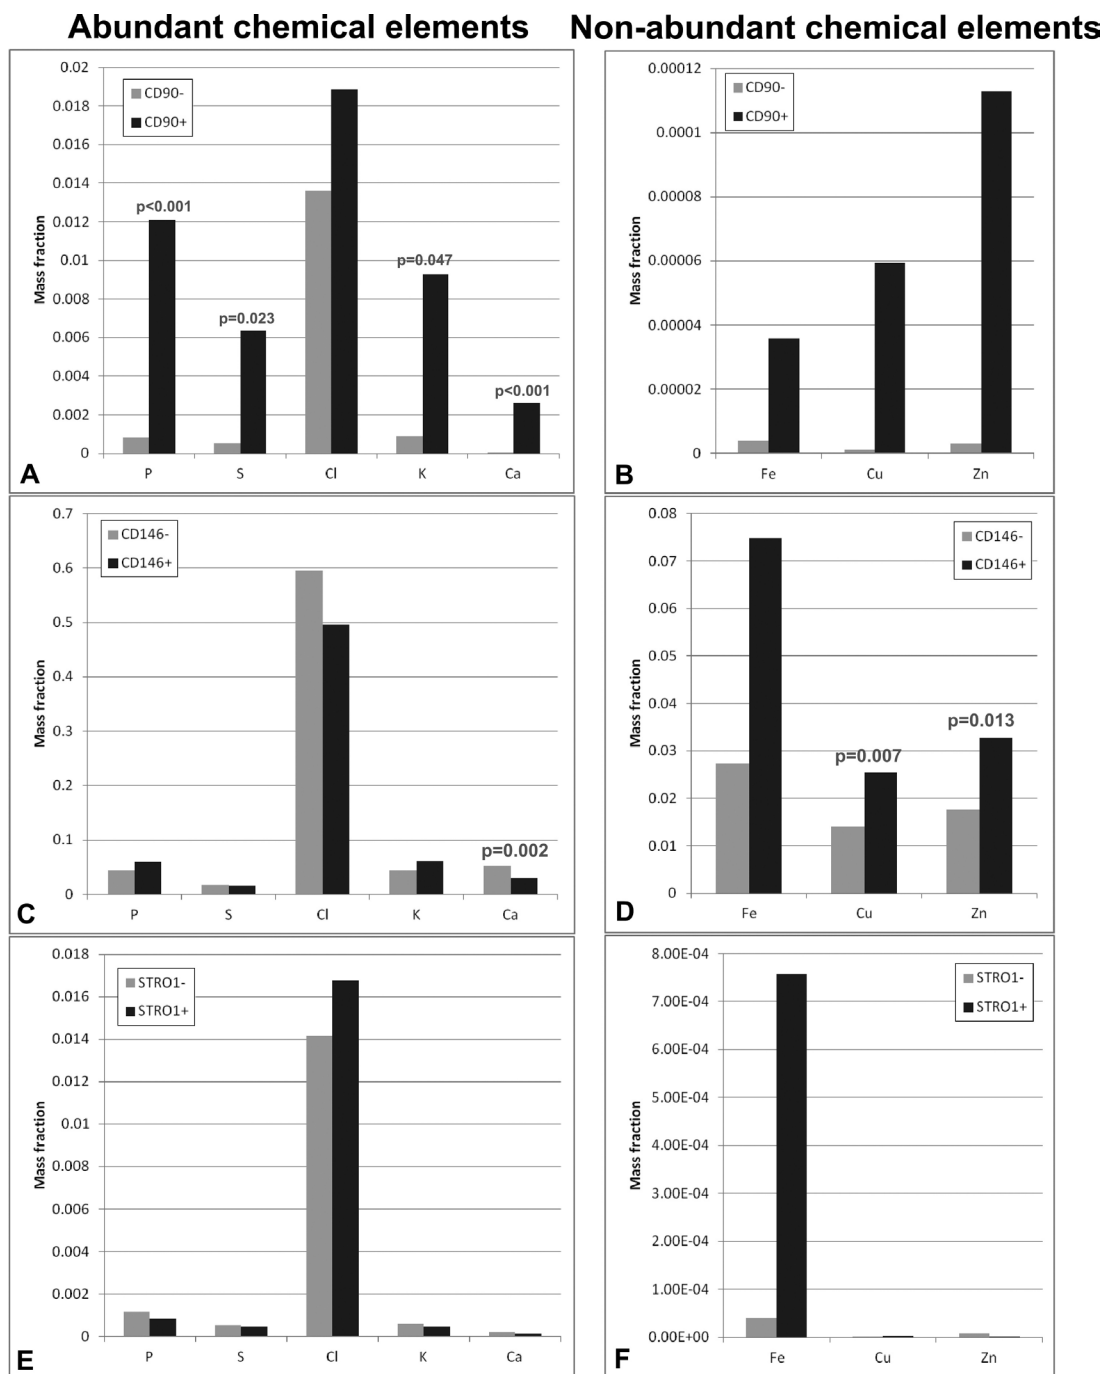 Abundant chemical elements
Non-abundant chemical elements
0.02
0.018
0.016
0.014
0.012
0.01
0.008
0.006
0.004
0.002
0
Mass fraction
CD90-
CD90+
p<0.001
p=0.023
p=0.047
p<0.001
P S Cl K Ca
A
0.00012
0.0001
0.00008
0.00006
0.00004
0.00002
0
Mass fraction
CD90-
CD90+
Fe Cu Zn
B
0.7
0.6
0.5
0.4
0.3
0.2
0.1
0
Mass fraction
CD146-
CD146+
p=0.002
P S Cl K Ca
C
0.08
0.07
0.06
0.05
0.04
0.03
0.02
0.01
0
Mass fraction
CD146-
CD146+
p=0.007
p=0.013
Fe Cu Zn
D
0.018
0.016
0.014
0.012
0.01
0.008
0.006
0.004
0.002
0
Mass fraction
STRO1-
STRO1+
P S Cl K Ca
E
8.00E-04
7.00E-04
6.00E-04
5.00E-04
4.00E-04
3.00E-04
2.00E-04
1.00E-04
0.00E+00
Mass fraction
STRO1-
STRO1+
Fe Cu Zn
F